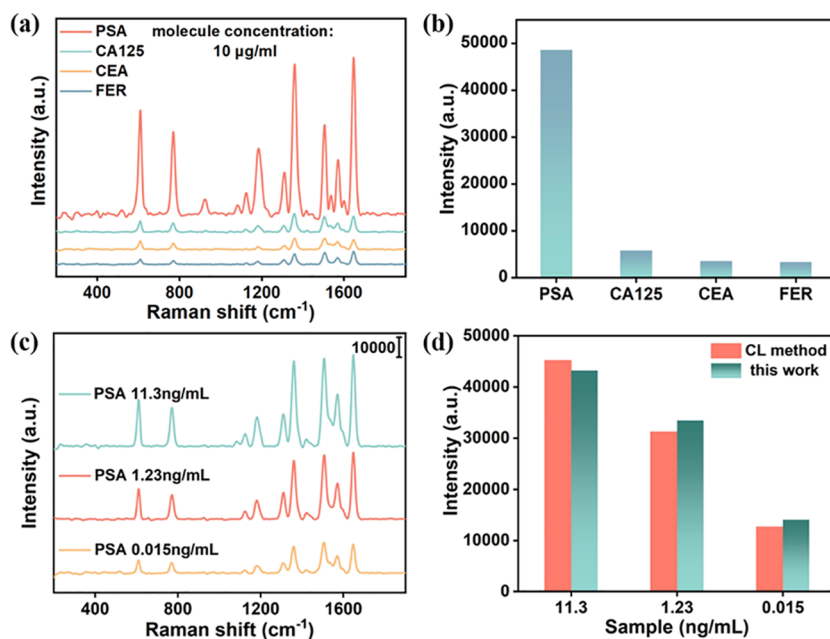 (a)
PSA
CA125
CEA
FER
molecule concentration:
10 μg/ml
Intensity (a.u.)
400
800
1200
1600
Raman shift (cm-1)
(b)
50000
40000
30000
20000
10000
0
Intensity (a.u.)
PSA
CA125
CEA
FER
(c)
10000
PSA 11.3ng/mL
PSA 1.23ng/mL
PSA 0.015ng/mL
Intensity (a.u.)
400
800
1200
1600
Raman shift (cm-1)
(d)
50000
40000
30000
20000
10000
0
Intensity (a.u.)
CL method
this work
11.3
1.23
0.015
Sample (ng/mL)